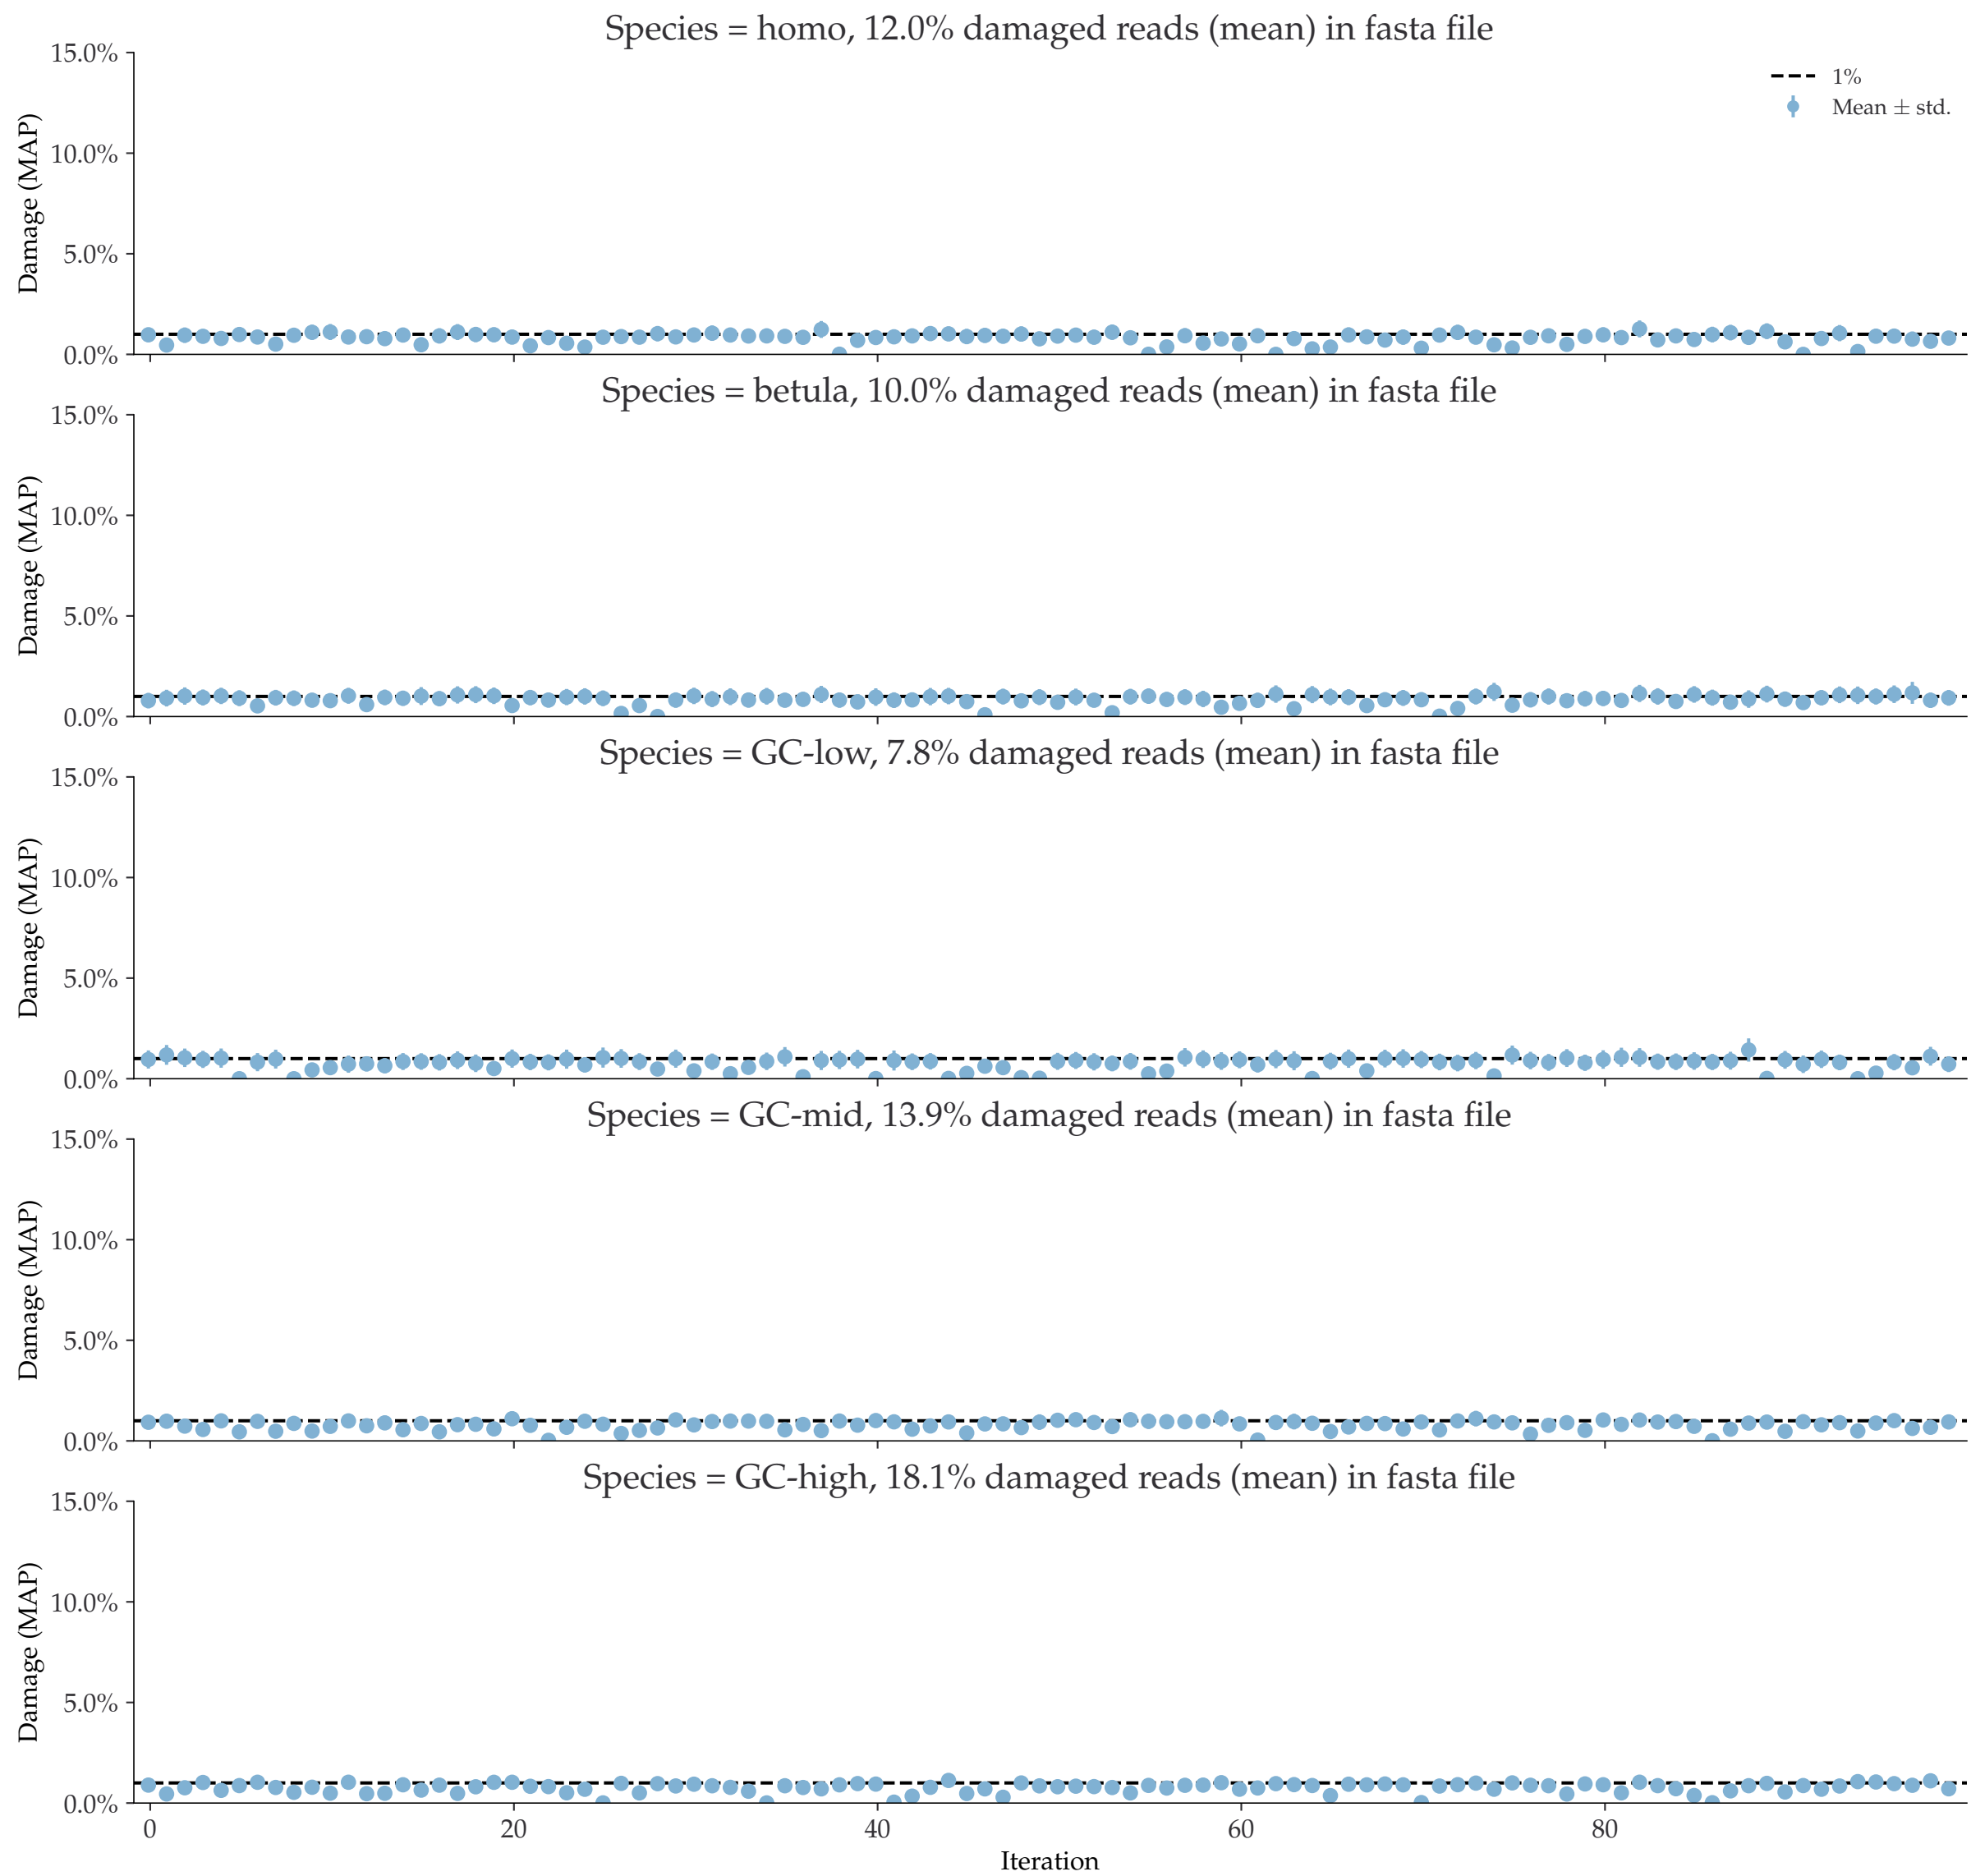 Species = homo, 12.0% damaged reads (mean) in fasta file
15.0%
10.0%
5.0%
0.0%
Damage (MAP)
1%
Mean ± std.
Species = betula, 10.0% damaged reads (mean) in fasta file
15.0%
10.0%
5.0%
0.0%
Damage (MAP)
Species = GC-low, 7.8% damaged reads (mean) in fasta file
15.0%
10.0%
5.0%
0.0%
Damage (MAP)
Species = GC-mid, 13.9% damaged reads (mean) in fasta file
15.0%
10.0%
5.0%
0.0%
Damage (MAP)
Species = GC-high, 18.1% damaged reads (mean) in fasta file
15.0%
10.0%
5.0%
0.0%
Damage (MAP)
0 20 40 60 80
Iteration